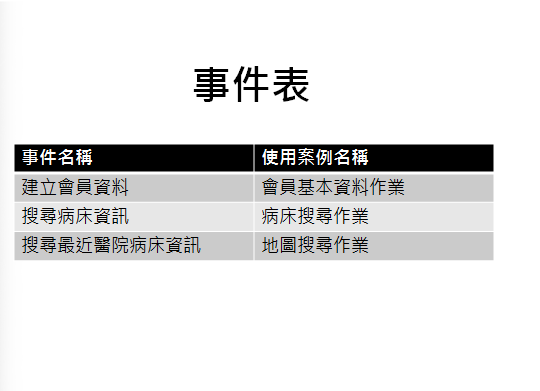 事件表
事件名稱 使用案例名稱
建立會員資料 會員基本資料作業
搜尋病床資訊 病床搜尋作業
搜尋最近醫院病床資訊 地圖搜尋作業